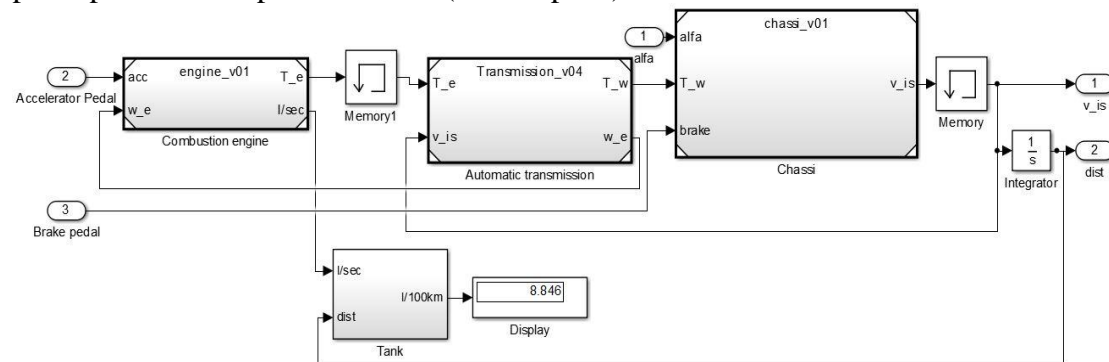 2
Accelerator Pedal
acc
engine_v01
T_e
w_e
l/sec
Combustion engine
Memory1
T_e
Transmission_v04
T_w
v_is
w_e
Automatic transmission
1
alfa
alfa
chassi_v01
T_w
v_is
brake
Chassi
Memory
1
v_is
1
s
Integrator
2
dist
3
Brake pedal
l/sec
l/100km
dist
Tank
8.846
Display